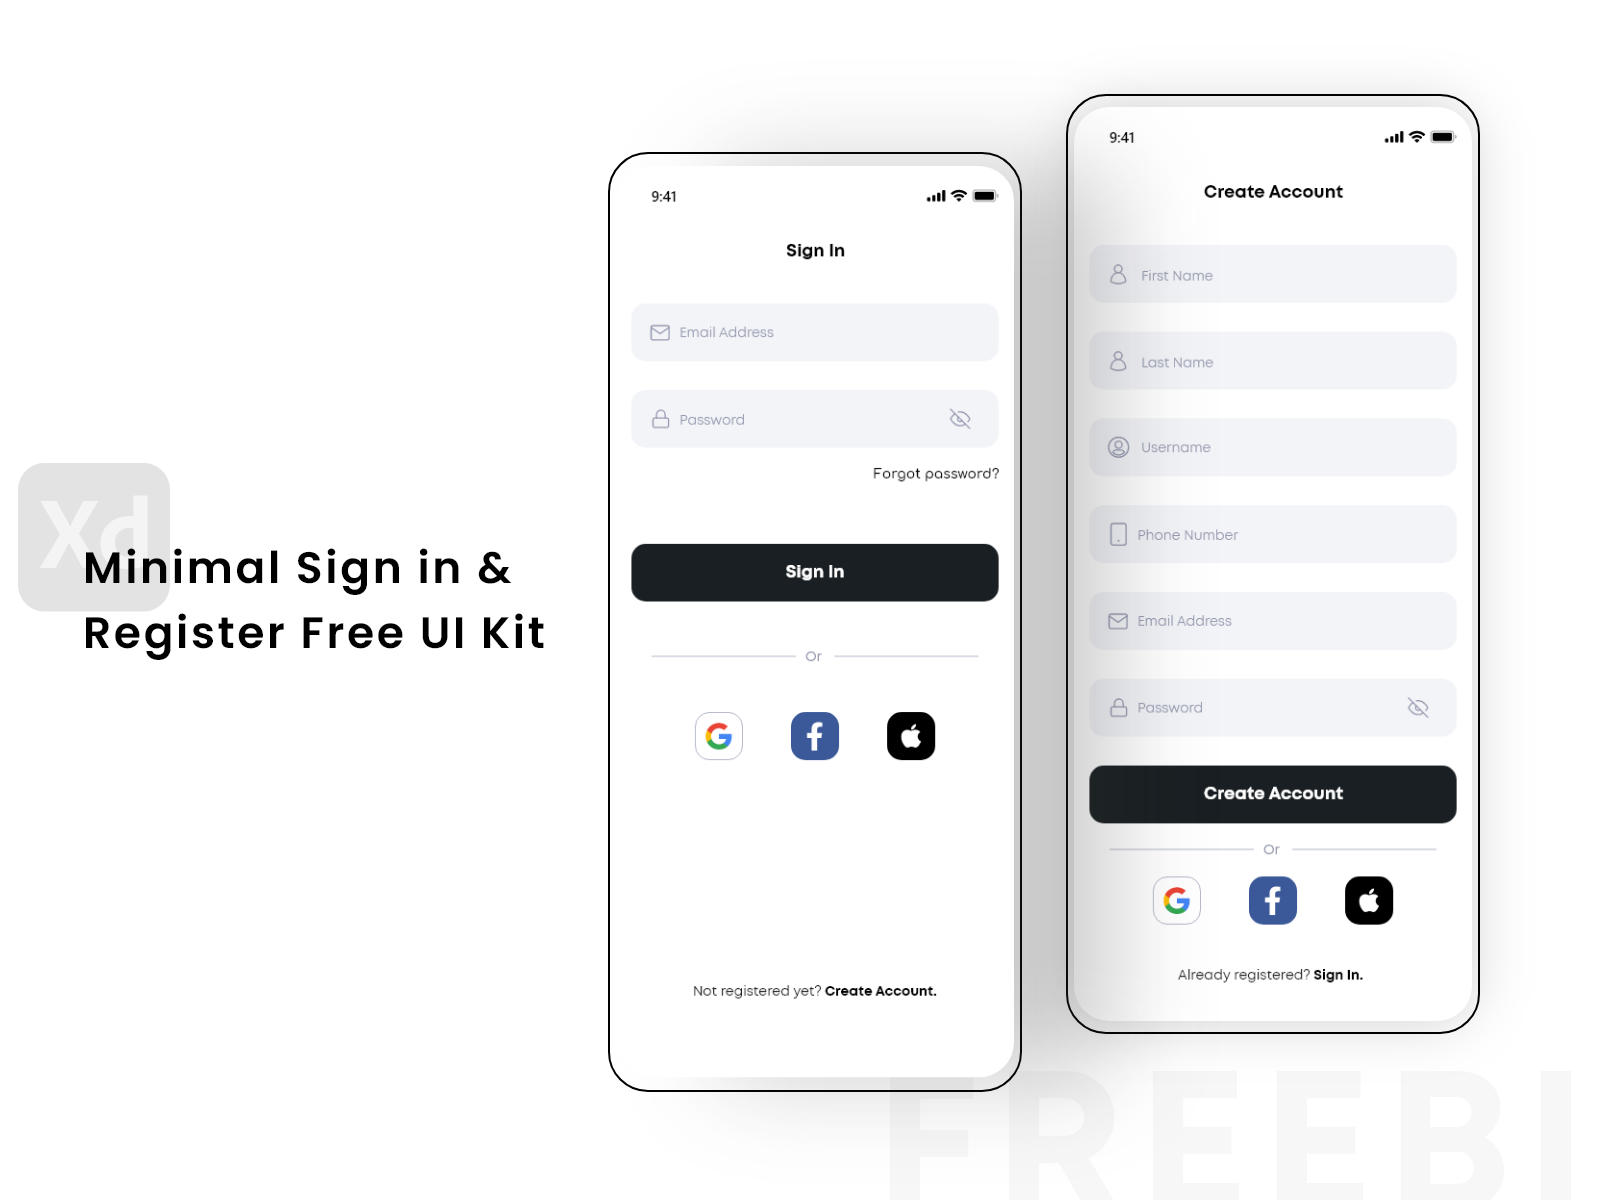 Xd
Minimal Sign in &
Register Free UI Kit
9:41
Sign In
Email Address
Password
Forgot password?
Sign In
Or
Not registered yet? Create Account.
9:41
Create Account
First Name
Last Name
Username
Phone Number
Email Address
Password
Create Account
Or
Already registered? Sign In.
FREEBI